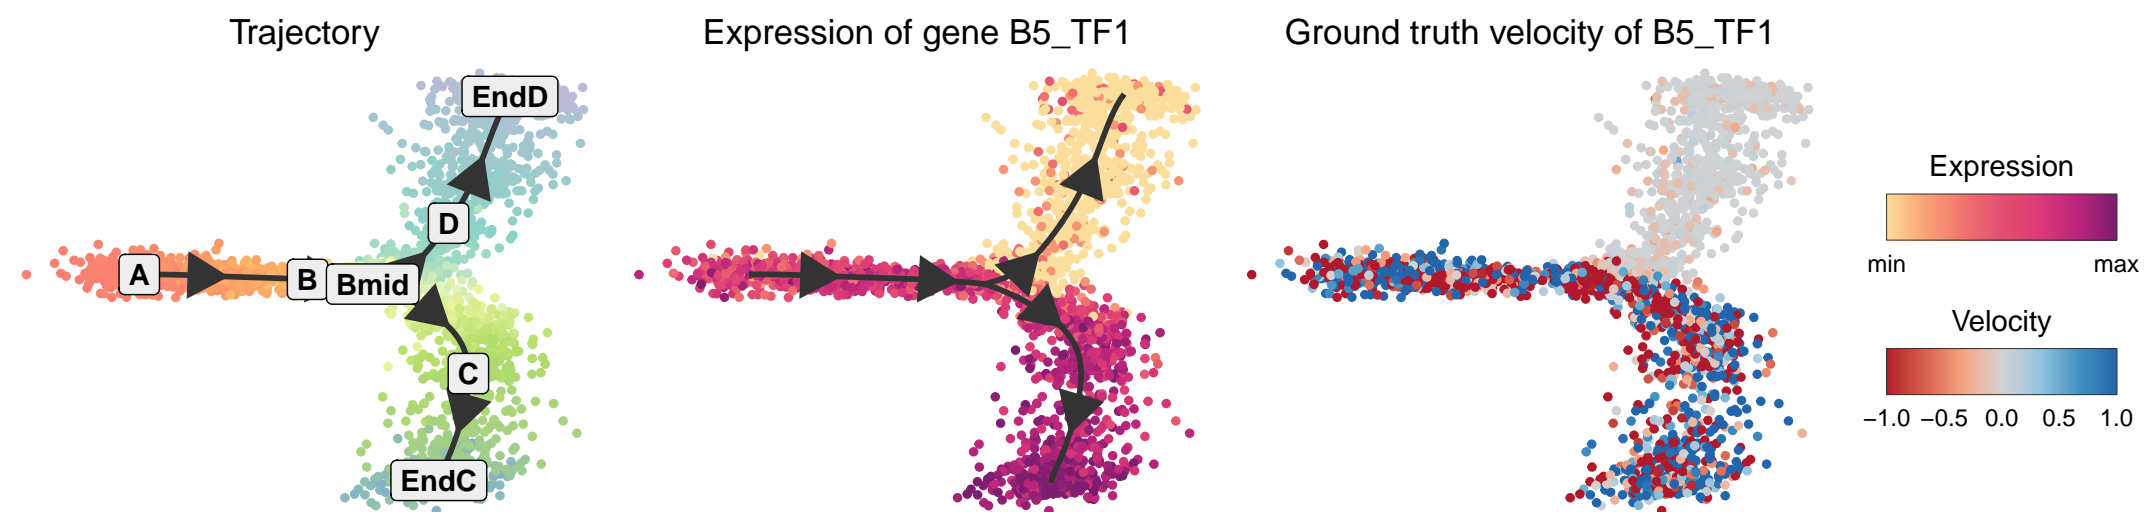 Trajectory
Expression of gene B5_TF1
Ground truth velocity of B5_TF1
EndD
D
A
B
Bmid
C
EndC
Expression
min
max
Velocity
−1.0 −0.5 0.0 0.5 1.0